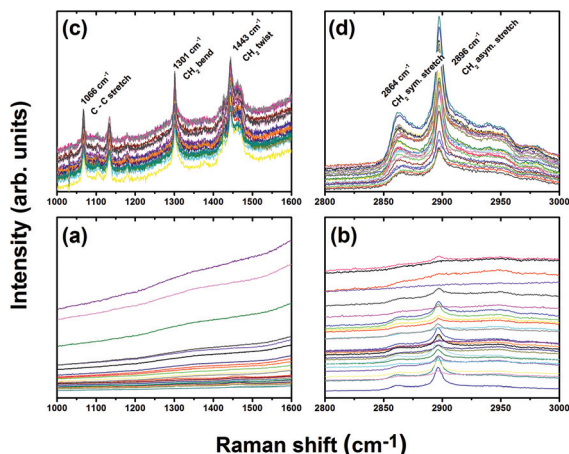 (c)
1066 cm-1
C - C stretch
1301 cm-1
CH2 bend
1443 cm-1
CH2 twist
(d)
2864 cm-1
CH2 sym. stretch
2896 cm-1
CH2 asym. stretch
1000 1100 1200 1300 1400 1500 1600
2800 2850 2900 2950 3000
Intensity (arb. units)
(a)
(b)
1000 1100 1200 1300 1400 1500 1600
2800 2850 2900 2950 3000
Raman shift (cm-1)